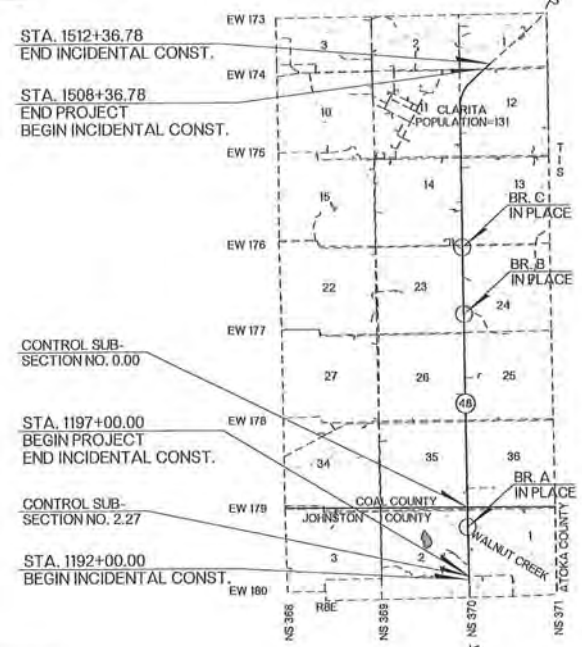 EW 173
STA. 1512+36.78
END INCIDENTAL CONST.
3
2
EW 174
STA. 1508+36.78
END PROJECT
BEGIN INCIDENTAL CONST.
10
11
CLARITA
POPULATION=131
12
EW 175
T
I
S
15
14
13
BR. C
IN PLACE
EW 176
BR. B
IN PLACE
22
23
24
EW 177
CONTROL SUB-
SECTION NO. 0.00
27
26
25
48
STA. 1197+00.00
BEGIN PROJECT
END INCIDENTAL CONST.
EW 178
34
35
36
BR. A
IN PLACE
CONTROL SUB-
SECTION NO. 2.27
EW 179
COAL COUNTY
JOHNSTON COUNTY
WALNUT CREEK
1
ATOKA COUNTY
STA. 1192+00.00
BEGIN INCIDENTAL CONST.
3
2
EW 180
R8E
NS 368
NS 369
NS 370
NS 371